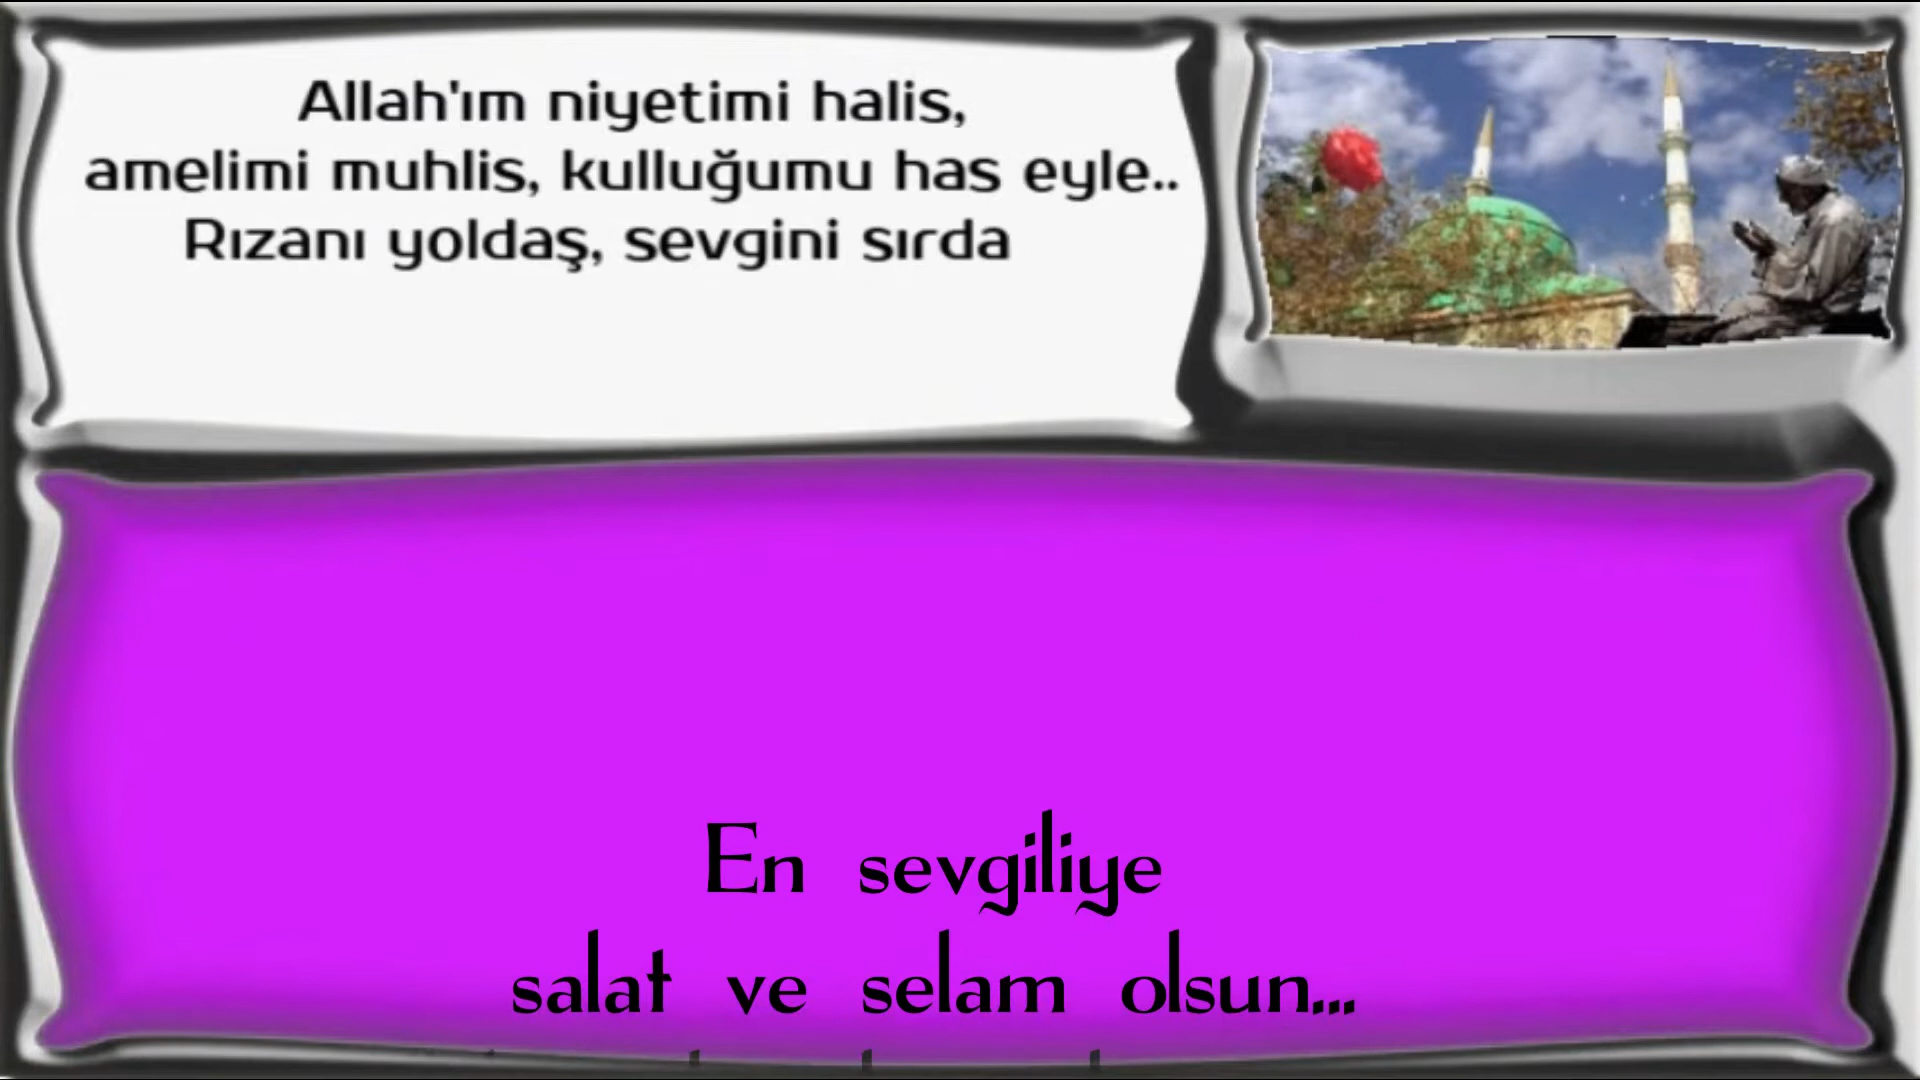 Allah'ım niyetimi halis,
amelimi muhlis, kulluğumu has eyle..
Rızanı yoldaş, sevgini sırda
En sevgiliye
salat ve selam olsun...